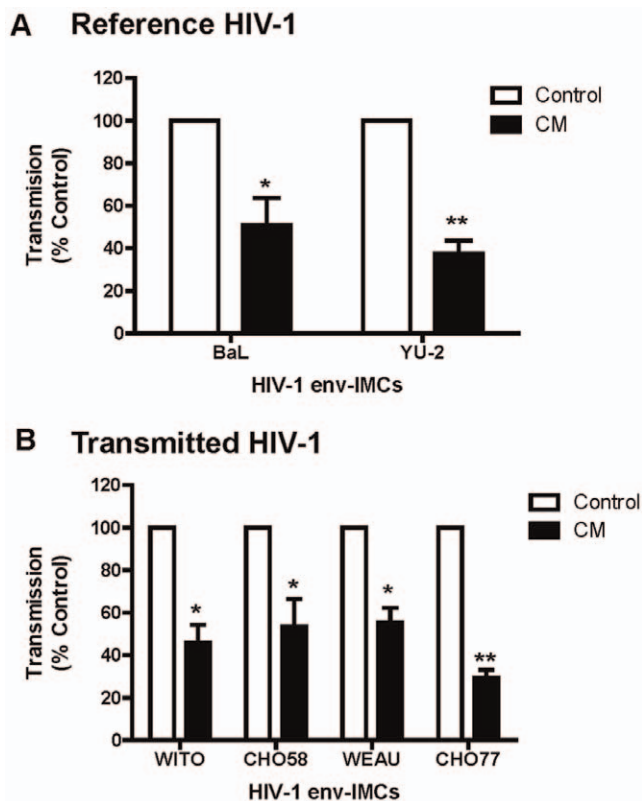 A Reference HIV-1
120
100
80
60
40
20
0
Transmision
(% Control)
*
**
Control
CM
BaL YU-2
HIV-1 env-IMCs
B Transmitted HIV-1
120
100
80
60
40
20
0
Transmission
(% Control)
*
*
*
**
Control
CM
WITO CHO58 WEAU CHO77
HIV-1 env-IMCs